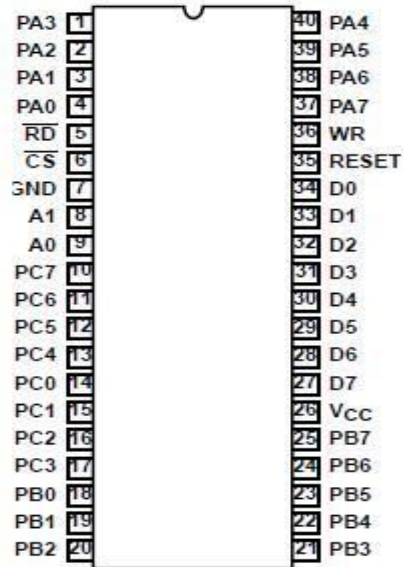 PA3 1 40 PA4
PA2 2 39 PA5
PA1 3 38 PA6
PA0 4 37 PA7
RD 5 36 WR
CS 6 35 RESET
GND 7 34 D0
A1 8 33 D1
A0 9 32 D2
PC7 10 31 D3
PC6 11 30 D4
PC5 12 29 D5
PC4 13 28 D6
PC0 14 27 D7
PC1 15 26 VCC
PC2 16 25 PB7
PC3 17 24 PB6
PB0 18 23 PB5
PB1 19 22 PB4
PB2 20 21 PB3